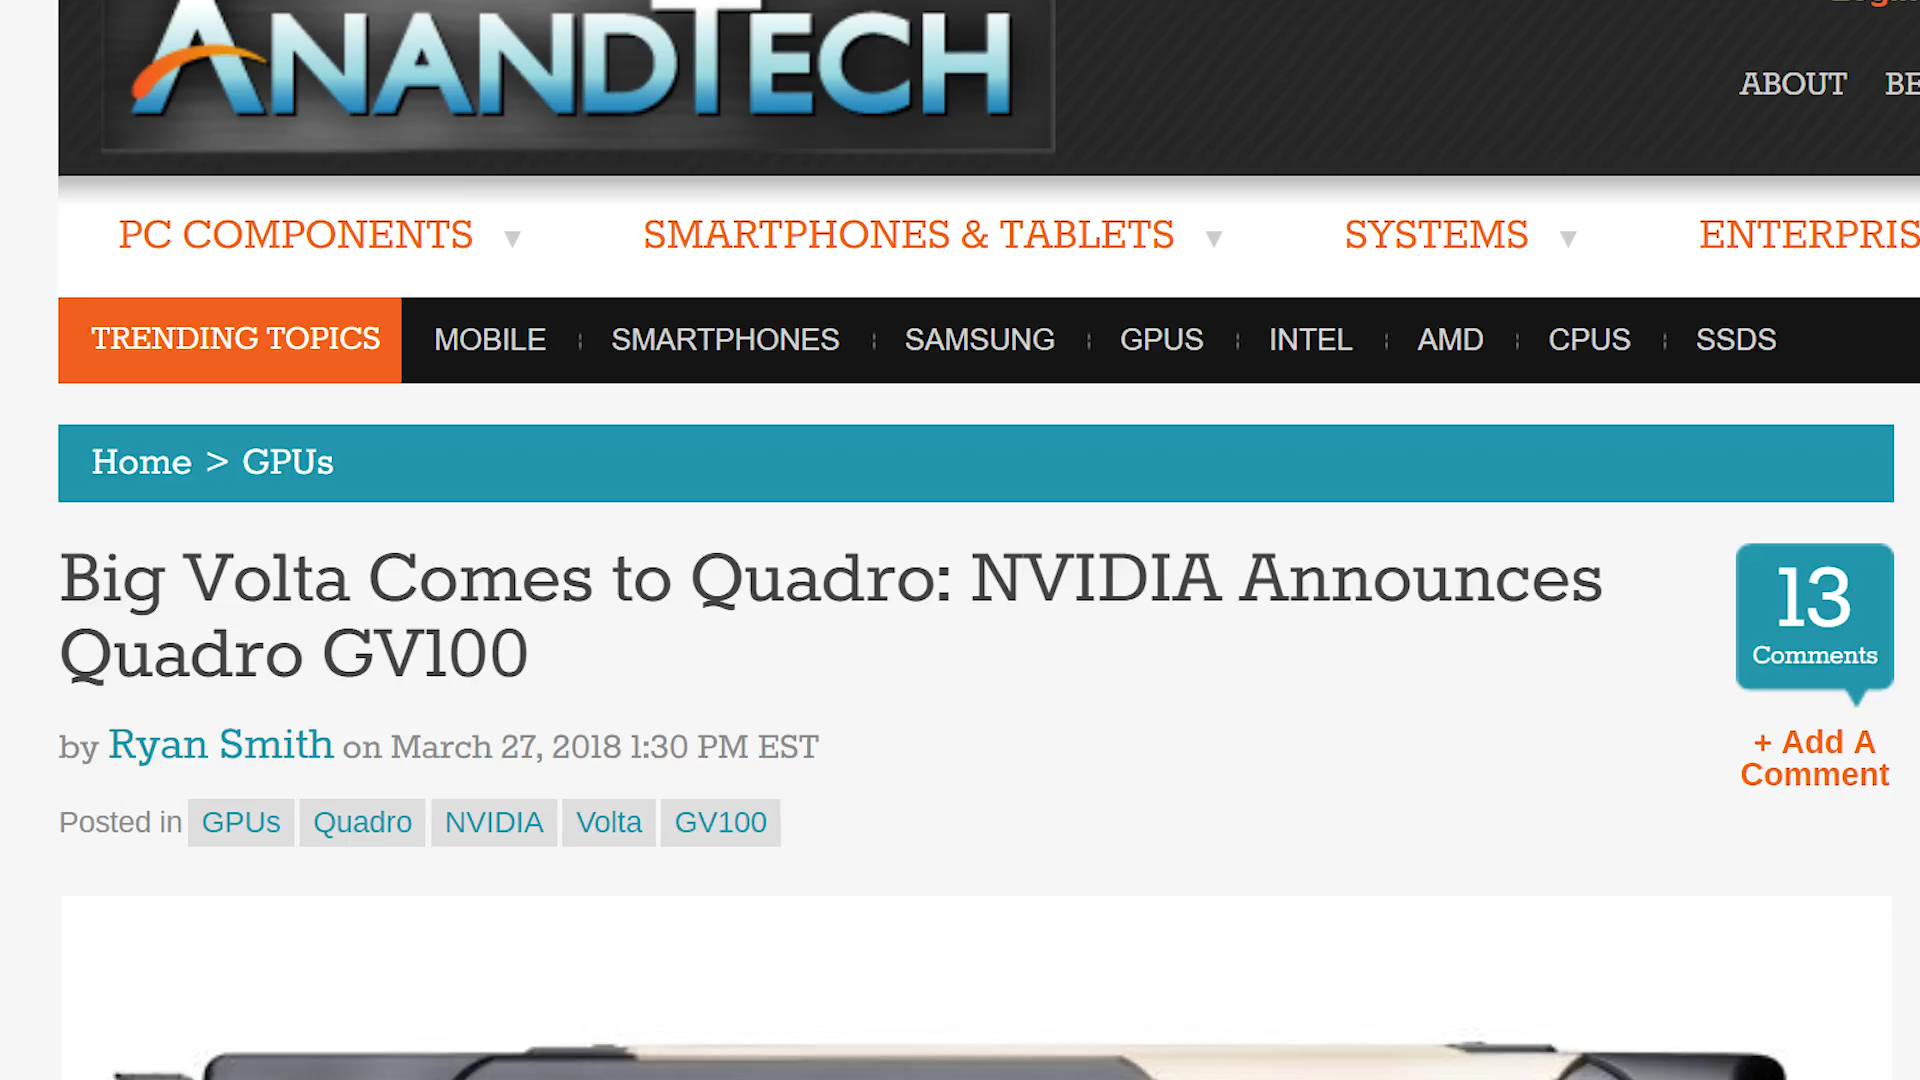 ANANDTECH
ABOUT
PC COMPONENTS ▼ SMARTPHONES & TABLETS ▼ SYSTEMS ▼ ENTERPRIS
TRENDING TOPICS MOBILE SMARTPHONES SAMSUNG GPUS INTEL AMD CPUS SSDS
Home > GPUs
Big Volta Comes to Quadro: NVIDIA Announces
Quadro GV100
13
Comments
by Ryan Smith on March 27, 2018 1:30 PM EST
+ Add A
Comment
Posted in GPUs Quadro NVIDIA Volta GV100